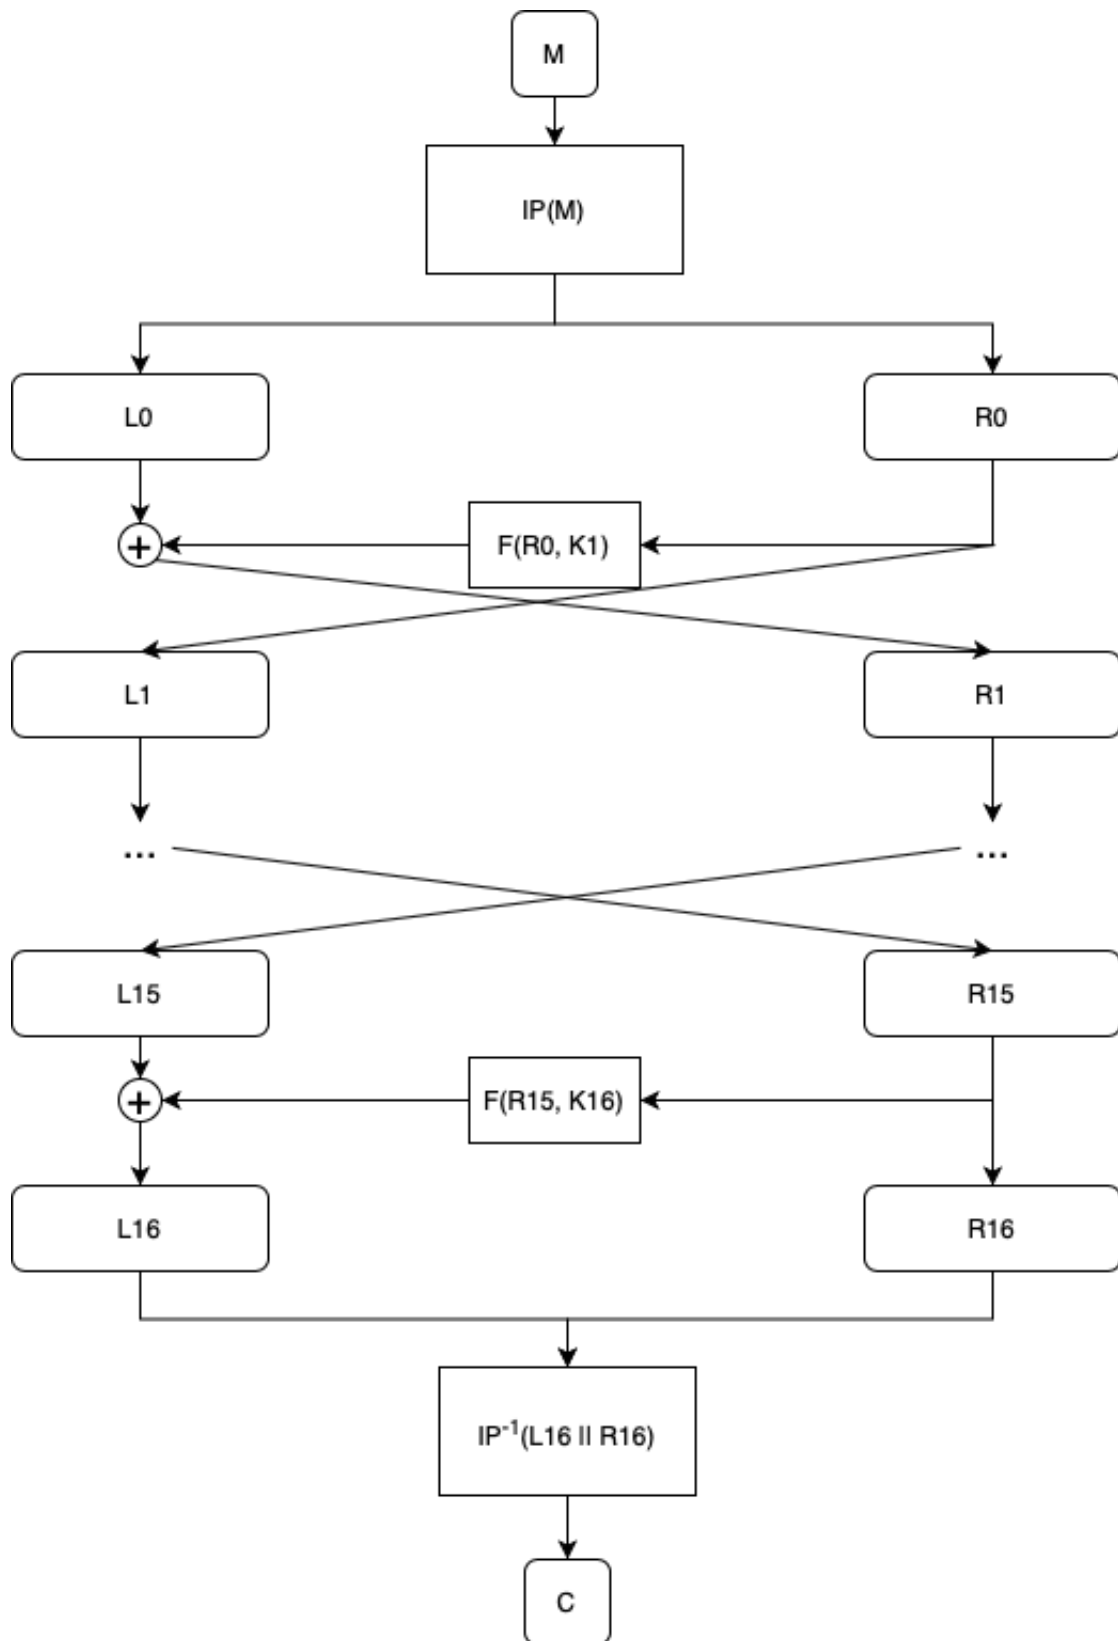 M
IP(M)
L0
R0
+
F(R0, K1)
L1
R1
...
...
L15
R15
+
F(R15, K16)
L16
R16
IP⁻¹(L16 || R16)
C